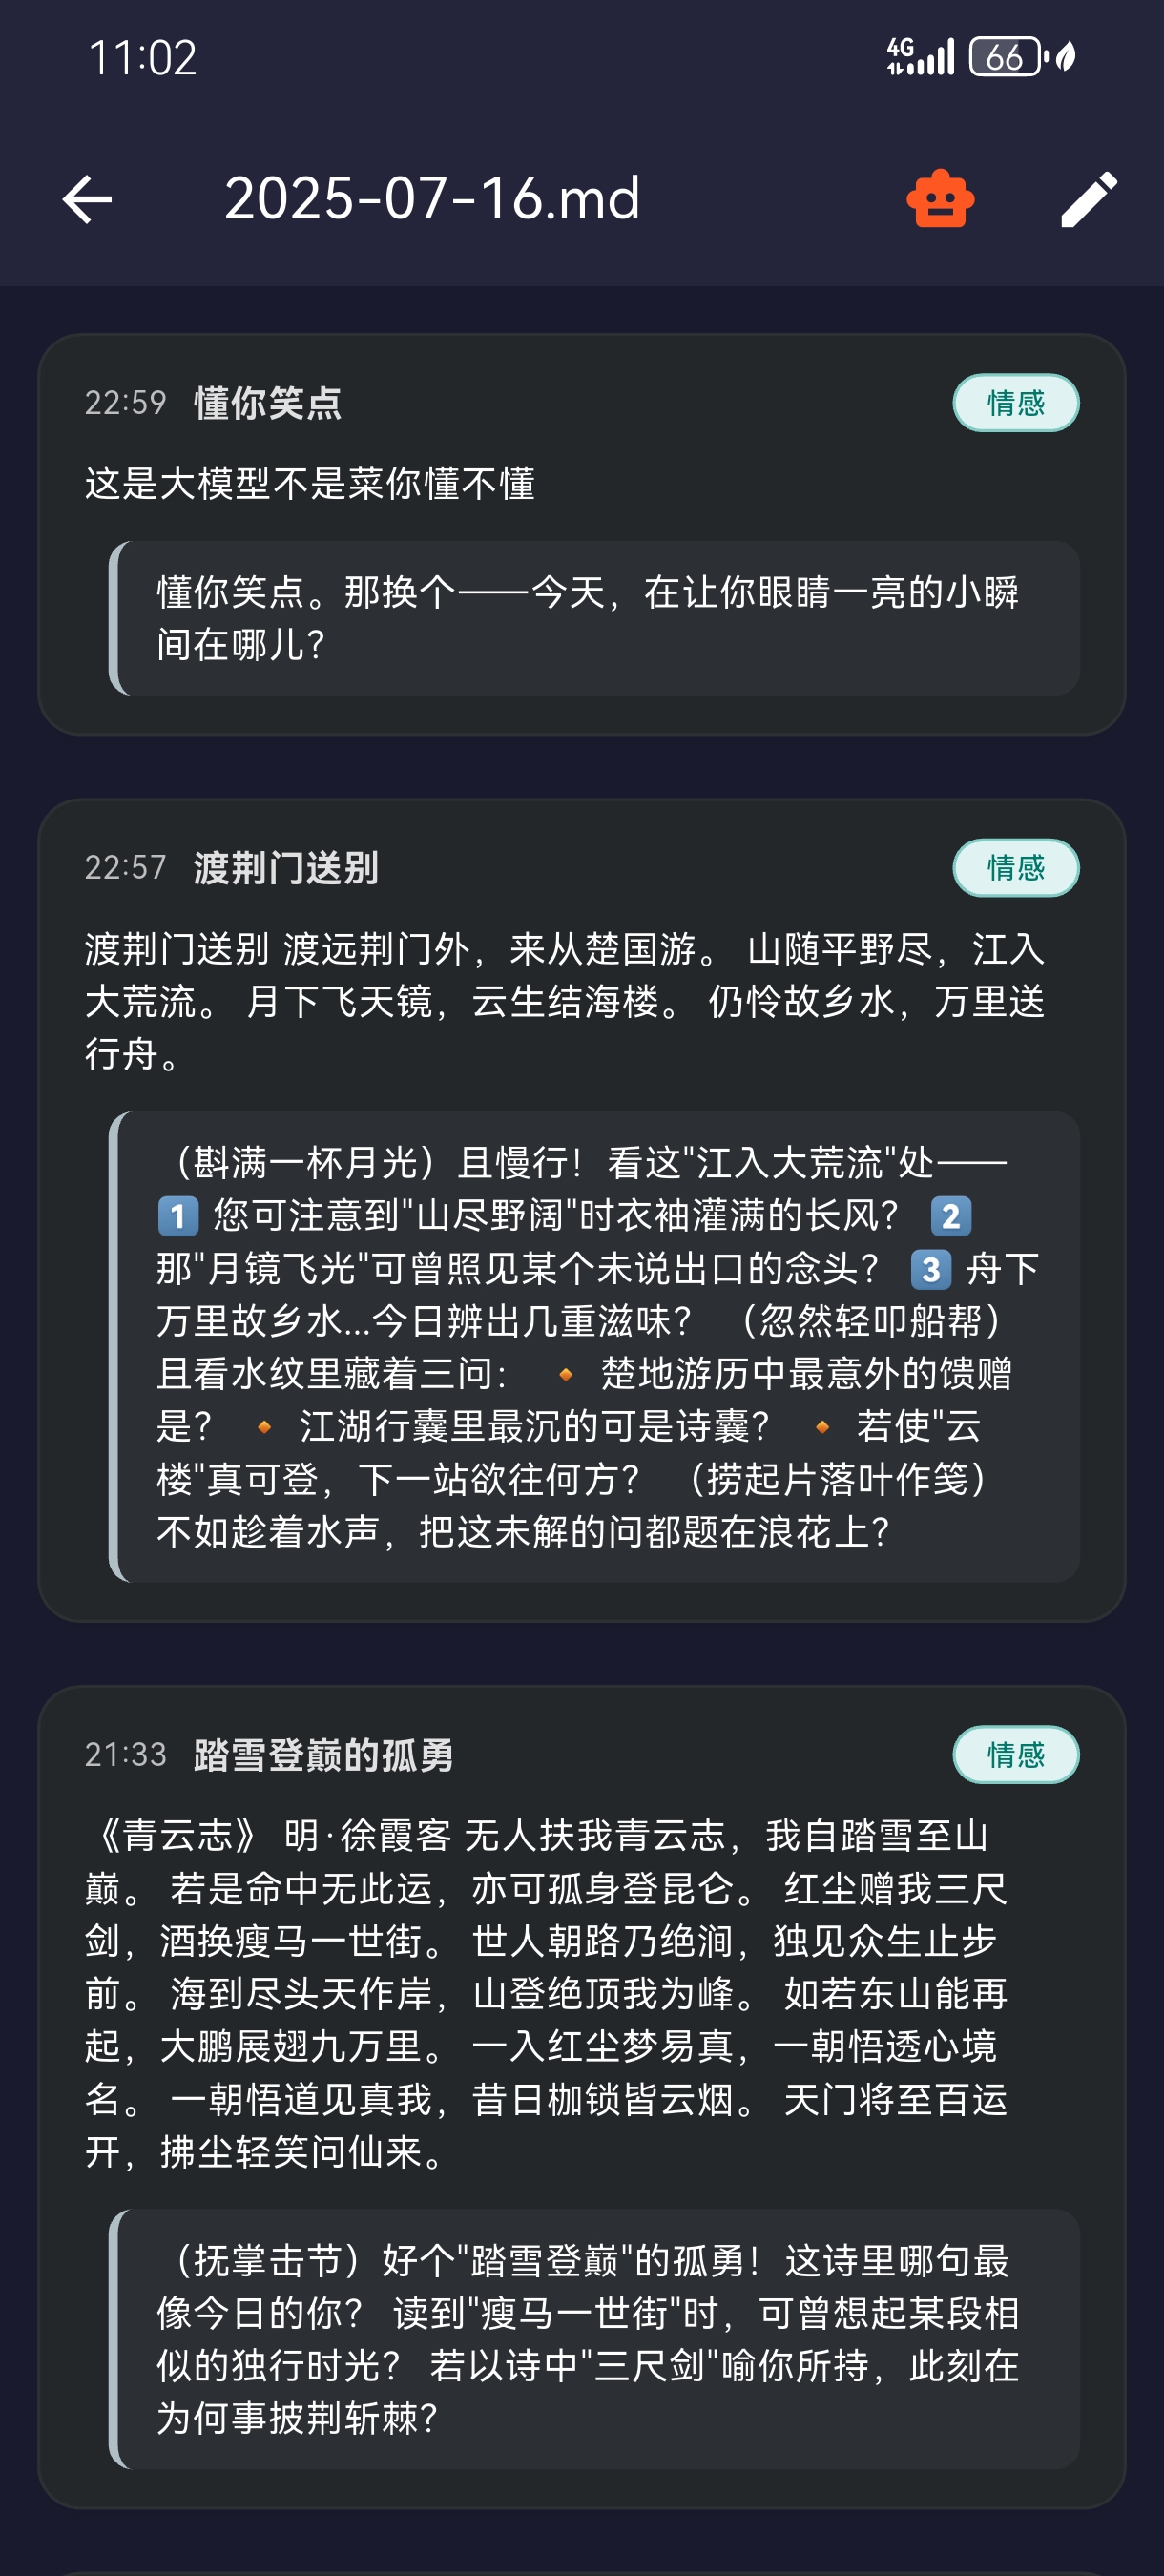 11:02
4G
66
2025-07-16.md
22:59 懂你笑点
情感
这是大模型不是菜你懂不懂
懂你笑点。那换个——今天，在让你眼睛一亮的小瞬
间在哪儿？
22:57 渡荆门送别
情感
渡荆门送别 渡远荆门外，来从楚国游。 山随平野尽，江入
大荒流。 月下飞天镜，云生结海楼。 仍怜故乡水，万里送
行舟。
（斟满一杯月光）且慢行！看这"江入大荒流"处——
1️⃣ 您可注意到"山尽野阔"时衣袖灌满的长风？ 2️⃣
那"月镜飞光"可曾照见某个未说出口的念头？ 3️⃣ 舟下
万里故乡水...今日辨出几重滋味？ （忽然轻叩船帮）
且看水纹里藏着三问： 🔸 楚地游历中最意外的馈赠
是？ 🔸 江湖行囊里最沉的可是诗囊？ 🔸 若使"云
楼"真可登，下一站欲往何方？ （捞起片落叶作笺）
不如趁着水声，把这未解的问都题在浪花上？
21:33 踏雪登巅的孤勇
情感
《青云志》 明·徐霞客 无人扶我青云志，我自踏雪至山
巅。 若是命中无此运，亦可孤身登昆仑。 红尘赠我三尺
剑，酒换瘦马一世街。 世人朝路乃绝涧，独见众生止步
前。 海到尽头天作岸，山登绝顶我为峰。 如若东山能再
起，大鹏展翅九万里。 一入红尘梦易真，一朝悟透心境
名。 一朝悟道见真我，昔日枷锁皆云烟。 天门将至百运
开，拂尘轻笑问仙来。
（抚掌击节）好个"踏雪登巅"的孤勇！这诗里哪句最
像今日的你？ 读到"瘦马一世街"时，可曾想起某段相
似的独行时光？ 若以诗中"三尺剑"喻你所持，此刻在
为何事披荆斩棘？